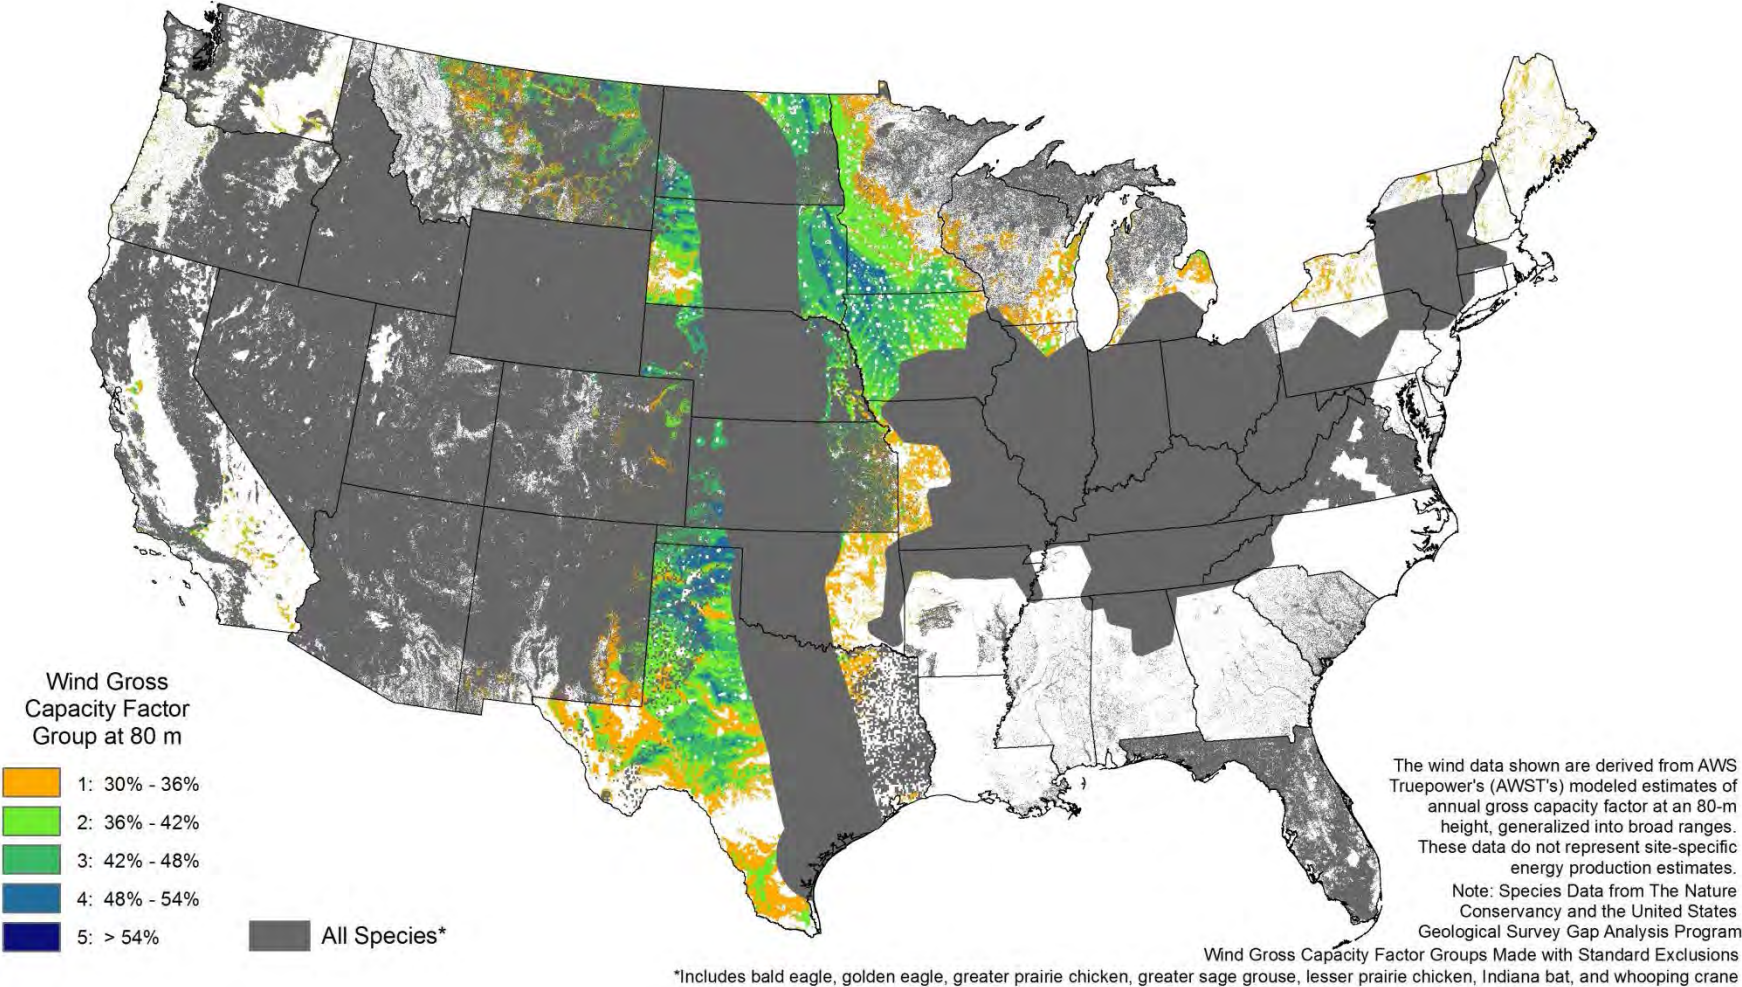 Wind Gross
Capacity Factor
Group at 80 m
1: 30% - 36%
2: 36% - 42%
3: 42% - 48%
4: 48% - 54%
5: > 54%
All Species*
The wind data shown are derived from AWS
Truepower's (AWST's) modeled estimates of
annual gross capacity factor at an 80-m
height, generalized into broad ranges.
These data do not represent site-specific
energy production estimates.
Note: Species Data from The Nature
Conservancy and the United States
Geological Survey Gap Analysis Program
Wind Gross Capacity Factor Groups Made with Standard Exclusions
*Includes bald eagle, golden eagle, greater prairie chicken, greater sage grouse, lesser prairie chicken, Indiana bat, and whooping crane